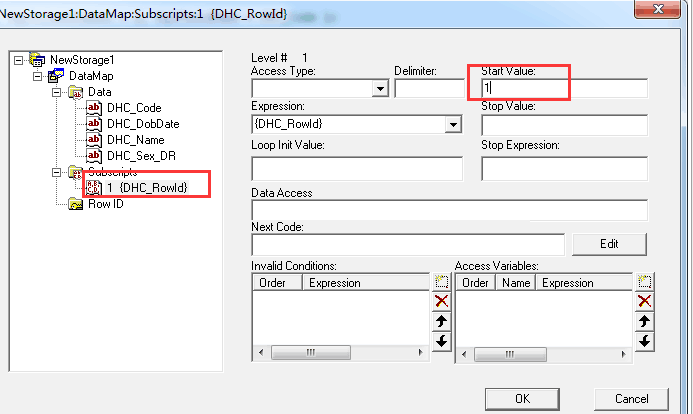 NewStorage1:DataMap:Subscripts:1 {DHC_RowId}
NewStorage1
DataMap
Data
DHC_Code
DHC_DobDate
DHC_Name
DHC_Sex_DR
Subscripts
1 {DHC_RowId}
Row ID
Level # 1
Access Type: Delimiter: Start Value:
1
Expression: Stop Value:
{DHC_RowId}
Loop Init Value: Stop Expression:
Data Access
Next Code:
Edit
Invalid Conditions: Access Variables:
Order Expression Order Name Expression
OK Cancel